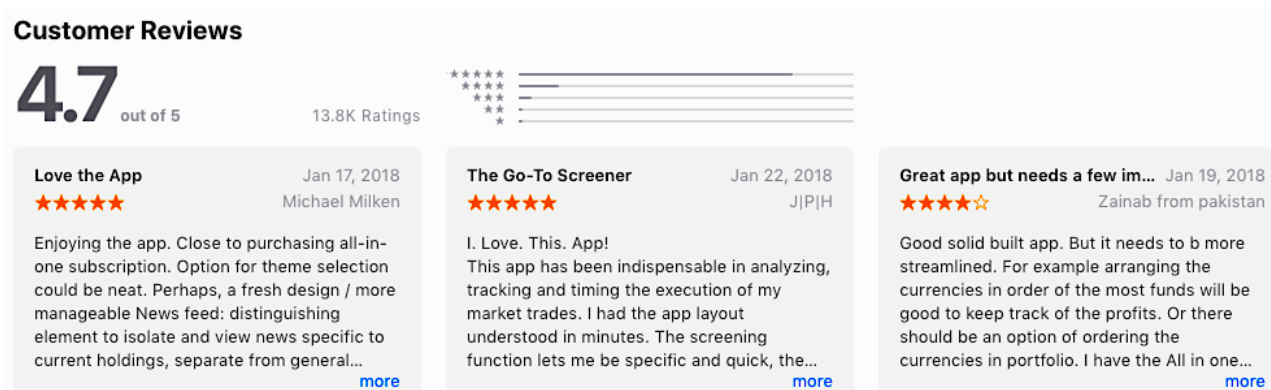 Customer Reviews
4.7 out of 5
13.8K Ratings
Love the App Jan 17, 2018
Michael Milken
Enjoying the app. Close to purchasing all-in-
one subscription. Option for theme selection
could be neat. Perhaps, a fresh design / more
manageable News feed: distinguishing
element to isolate and view news specific to
current holdings, separate from general...
more
The Go-To Screener Jan 22, 2018
J|P|H
I. Love. This. App!
This app has been indispensable in analyzing,
tracking and timing the execution of my
market trades. I had the app layout
understood in minutes. The screening
function lets me be specific and quick, the...
more
Great app but needs a few im... Jan 19, 2018
Zainab from pakistan
Good solid built app. But it needs to b more
streamlined. For example arranging the
currencies in order of the most funds will be
good to keep track of the profits. Or there
should be an option of ordering the
currencies in portfolio. I have the All in one...
more